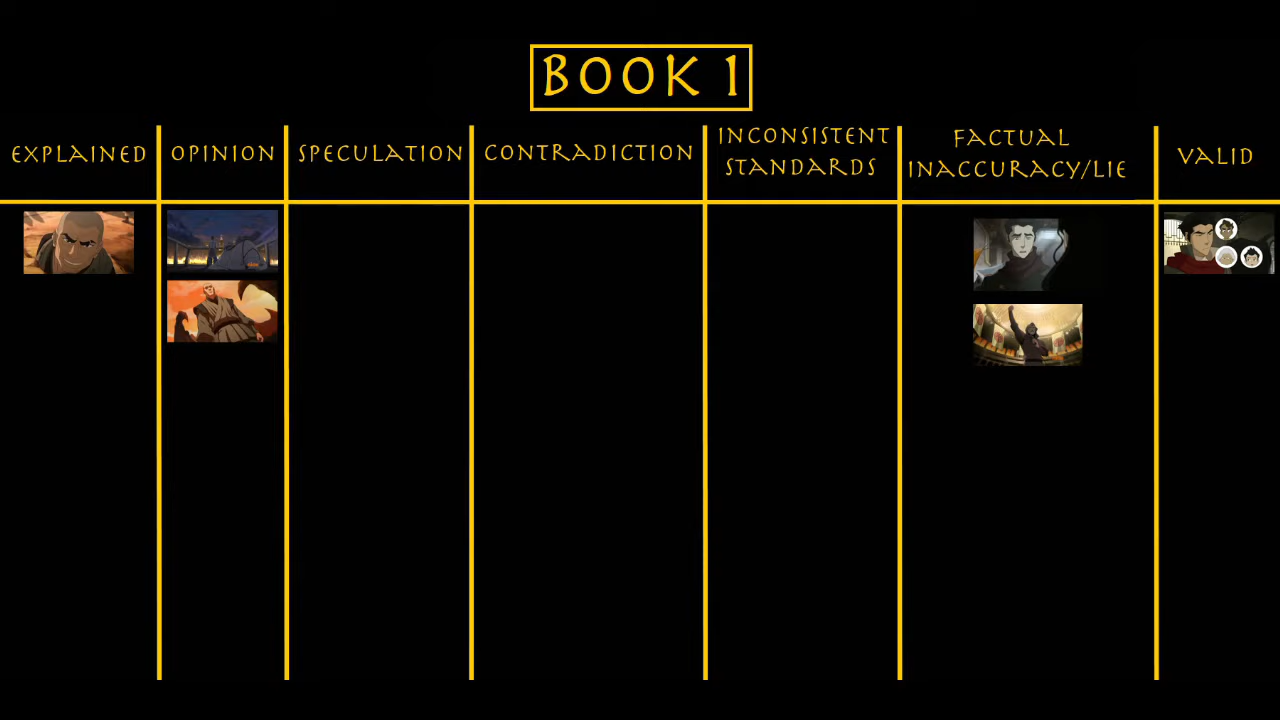 BOOK 1
EXPLAINED
OPINION
SPECULATION
CONTRADICTION
INCONSISTENT
STANDARDS
FACTUAL
INACCURACY/LIE
VALID